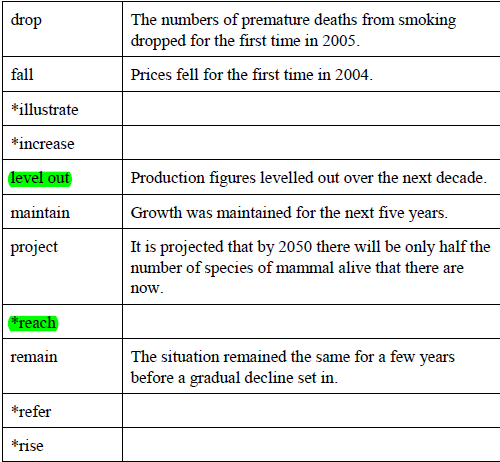 drop The numbers of premature deaths from smoking
dropped for the first time in 2005.
fall Prices fell for the first time in 2004.
*illustrate
*increase
level out Production figures levelled out over the next decade.
maintain Growth was maintained for the next five years.
project It is projected that by 2050 there will be only half the
number of species of mammal alive that there are
now.
*reach
remain The situation remained the same for a few years
before a gradual decline set in.
*refer
*rise